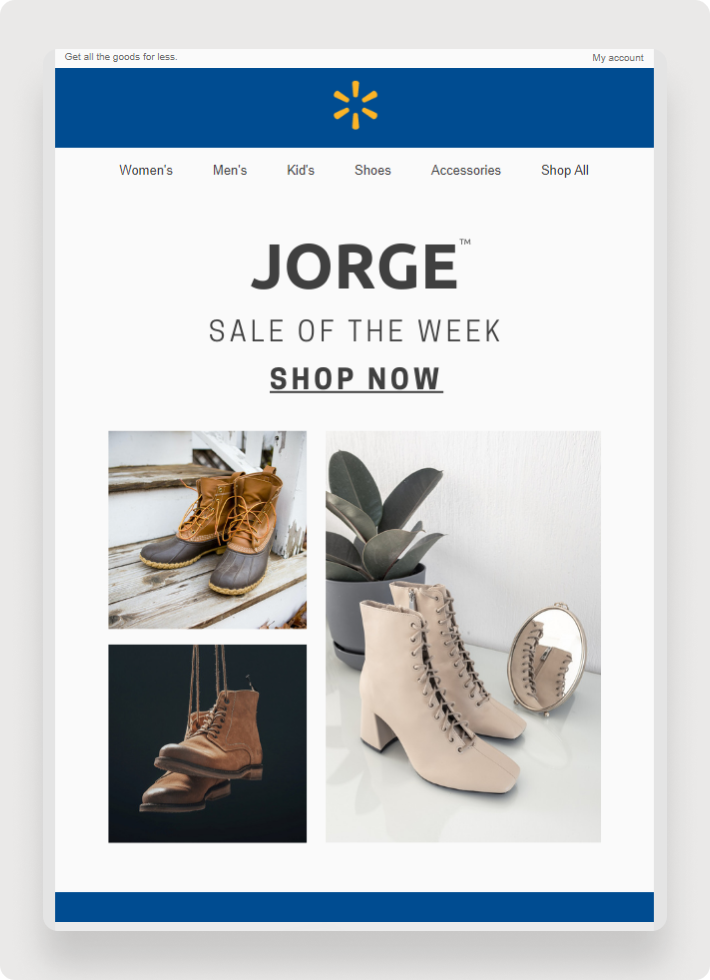 Get all the goods for less. My account
Women's Men's Kid's Shoes Accessories Shop All
JORGE™
SALE OF THE WEEK
SHOP NOW